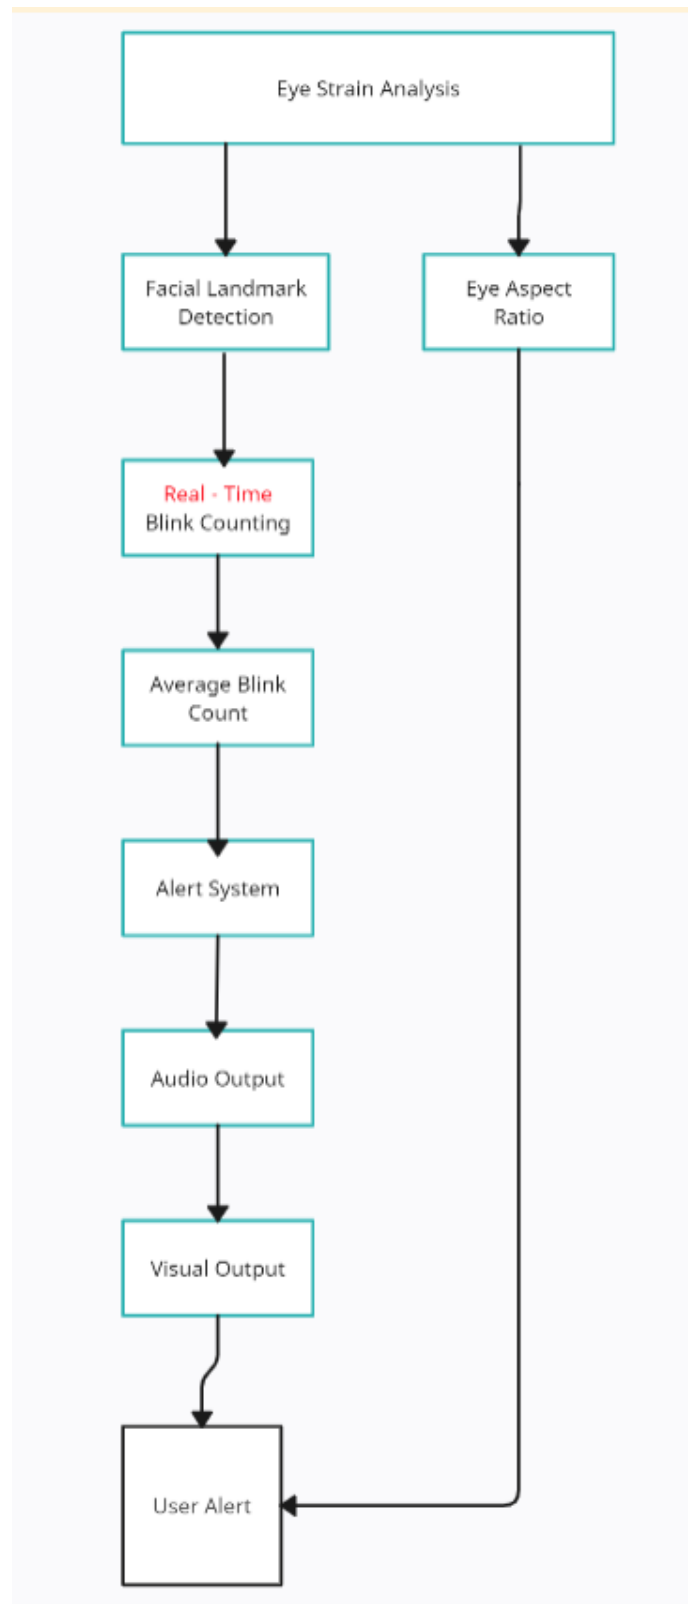 Eye Strain Analysis
Facial Landmark
Detection
Eye Aspect
Ratio
Real - Time
Blink Counting
Average Blink
Count
Alert System
Audio Output
Visual Output
User Alert